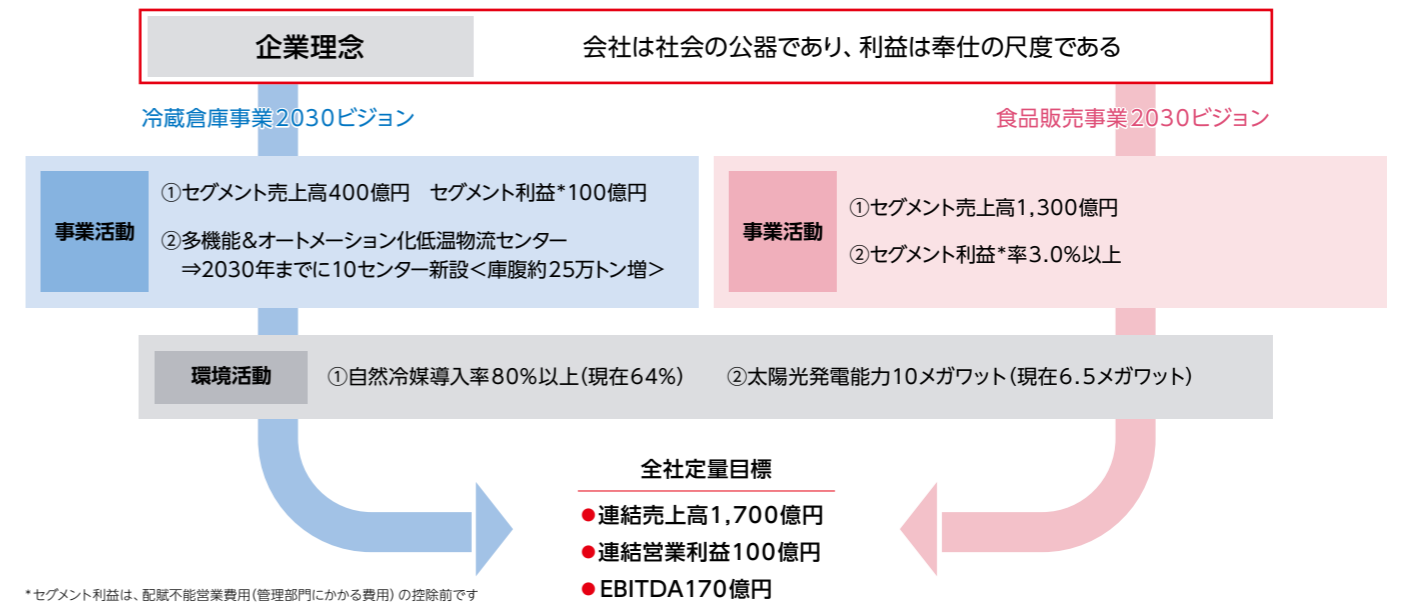 企業理念
会社は社会の公器であり、利益は奉仕の尺度である
冷蔵倉庫事業2030ビジョン
食品販売事業2030ビジョン
事業活動
①セグメント売上高400億円　セグメント利益*100億円
②多機能&オートメーション化低温物流センター
⇒2030年までに10センター新設<庫腹約25万トン増>
事業活動
①セグメント売上高1,300億円
②セグメント利益*率3.0%以上
環境活動
①自然冷媒導入率80%以上(現在64%)　②太陽光発電能力10メガワット(現在6.5メガワット)
全社定量目標
●連結売上高1,700億円
●連結営業利益100億円
●EBITDA170億円
*セグメント利益は、配賦不能営業費用(管理部門にかかる費用)の控除前です